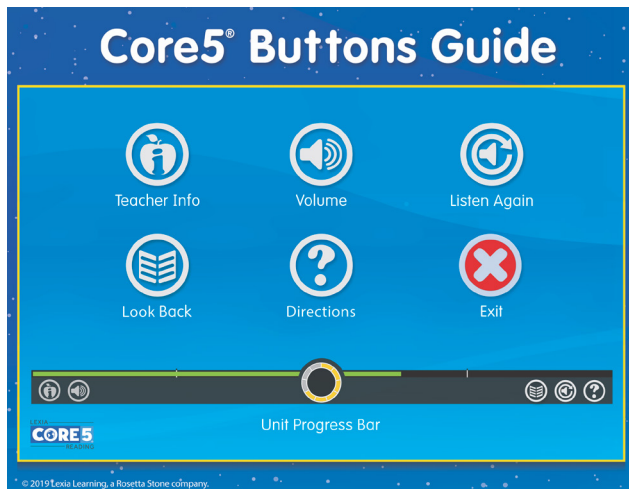 Core5® Buttons Guide
Teacher Info
Volume
Listen Again
Look Back
Directions
Exit
Unit Progress Bar
LEXIA
CORE5
READING
© 2019 Lexia Learning, a Rosetta Stone company.